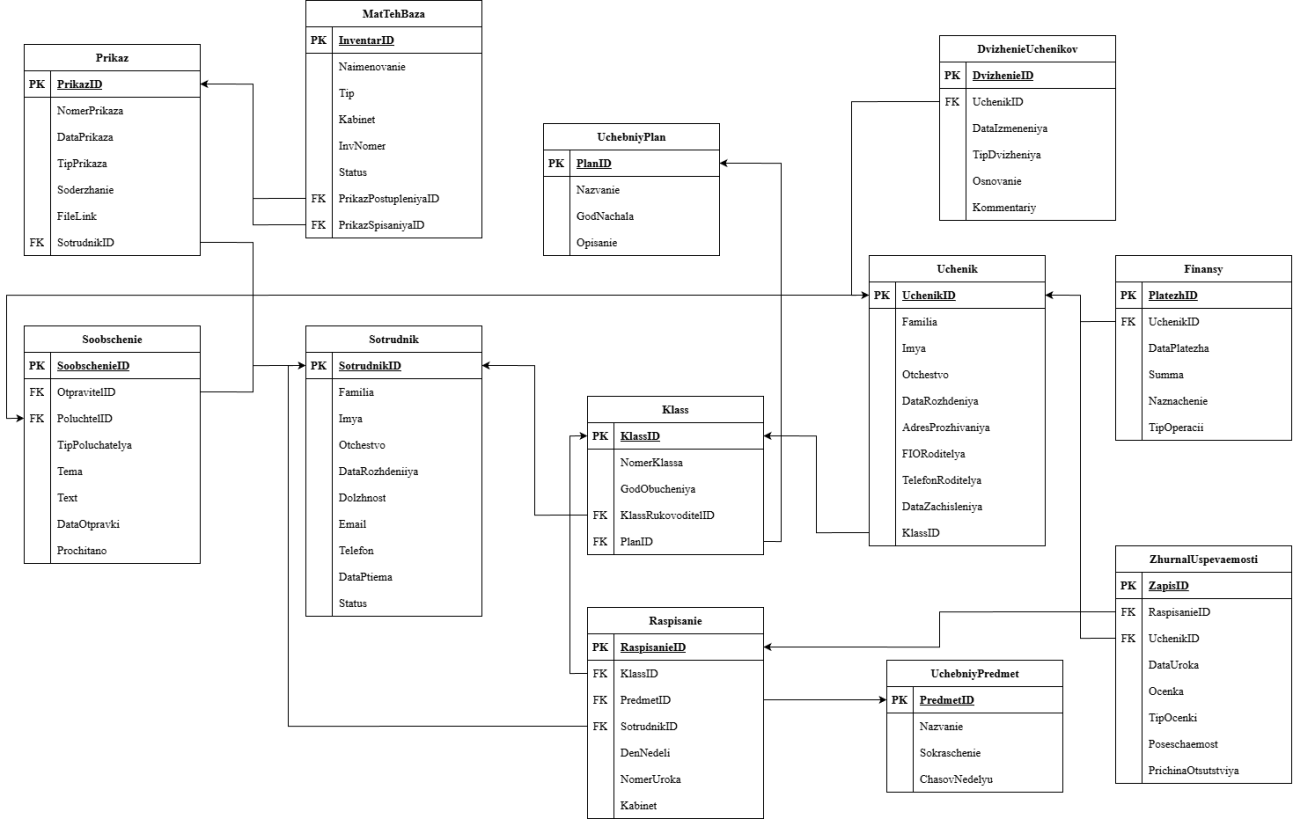 MatTehBaza
PK InventarID
Naimenovanie
Tip
Kabinet
InvNomer
Status
FK PrikazPostupleniyaID
FK PrikazSpisaniyaID
Prikaz
PK PrikazID
NomerPrikaza
DataPrikaza
TipPrikaza
Soderzhanie
FileLink
FK SotrudnikID
DvizhenieUchenikov
PK DvizhenieID
FK UchenikID
DataIzmeneniya
TipDvizheniya
Osnovanie
Kommentariy
UchebniyPlan
PK PlanID
Nazvanie
GodNachala
Opisanie
Uchenik
PK UchenikID
Familia
Imya
Otchestvo
DataRozhdeniya
AdresProzhivaniya
FIORoditelya
TelefonRoditelya
DataZachisleniya
KlassID
Finansy
PK PlatezhID
FK UchenikID
DataPlatezha
Summa
Naznachenie
TipOperacii
Soobschenie
PK SoobschenieID
FK OtpravitelID
FK PoluchtelID
TipPoluchatelya
Tema
Text
DataOtpravki
Prochitano
Sotrudnik
PK SotrudnikID
Familia
Imya
Otchestvo
DataRozhdeniiya
Dolzhnost
Email
Telefon
DataPtiema
Status
Klass
PK KlassID
NomerKlassa
GodObucheniya
FK KlassRukovoditelID
FK PlanID
ZhurnalUspevaemosti
PK ZapisID
FK RaspisanieID
FK UchenikID
DataUroka
Ocenka
TipOcenki
Poseschaemost
PrichinaOtsutstviya
Raspisanie
PK RaspisanieID
FK KlassID
FK PredmetID
FK SotrudnikID
DenNedeli
NomerUroka
Kabinet
UchebniyPredmet
PK PredmetID
Nazvanie
Sokraschenie
ChasovNedelyu